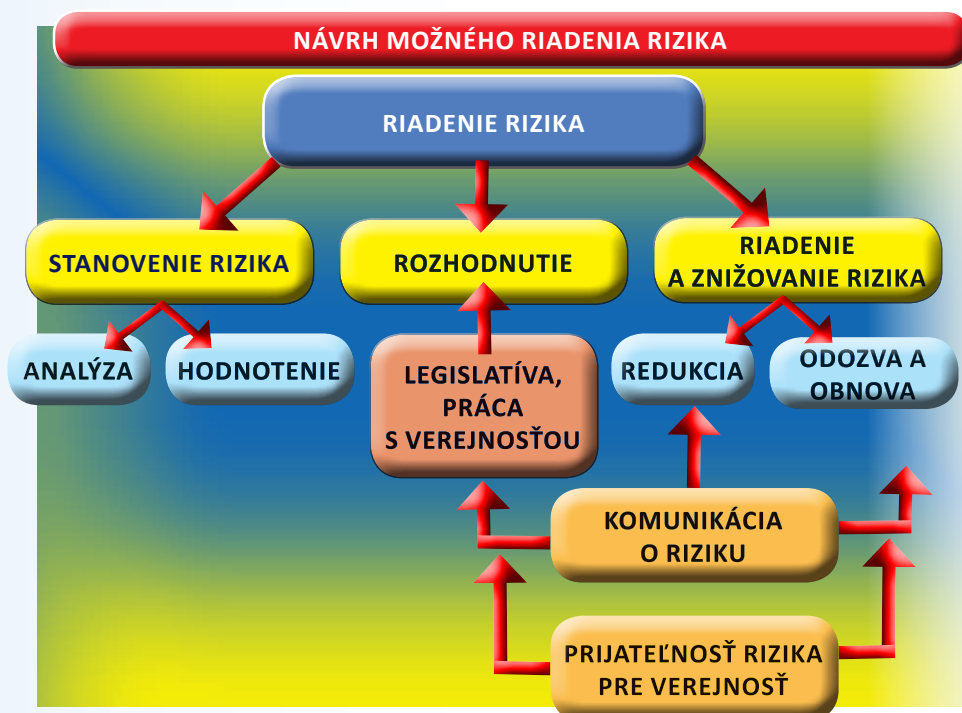 NÁVRH MOŽNÉHO RIADENIA RIZIKA
RIADENIE RIZIKA
STANOVENIE RIZIKA
ROZHODNUTIE
RIADENIE
A ZNIŽOVANIE RIZIKA
ANALÝZA
HODNOTENIE
LEGISLATÍVA,
PRÁCA
S VEREJNOSŤOU
REDUKCIA
ODOZVA A
OBNOVA
KOMUNIKÁCIA
O RIZIKU
PRIJATEĽNOSŤ RIZIKA
PRE VEREJNOSŤ